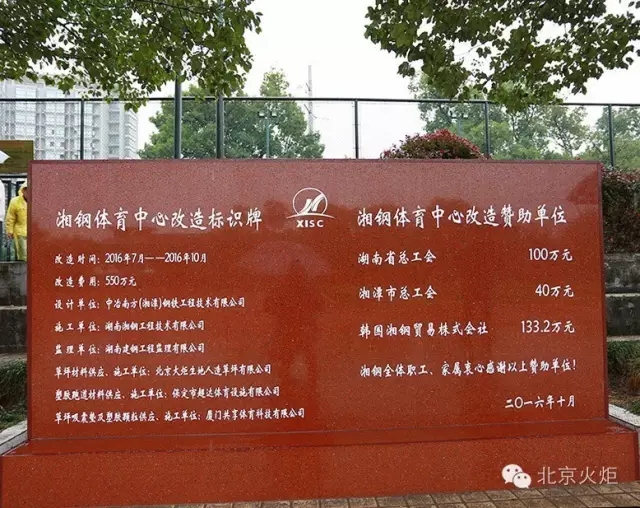 湘钢体育中心改造标识牌
改造时间：2016年7月——2016年10月
改造费用：550万元
设计单位：中冶南方(湘潭)钢铁工程技术有限公司
施工单位：湖南湘钢工程技术有限公司
监理单位：湖南建钢工程监理有限公司
草坪材料供应、施工单位：北京火炬生地人造草坪有限公司
塑胶跑道材料供应、施工单位：保定市超达体育设施有限公司
草坪吸震垫及塑胶颗粒供应、施工单位：厦门共享体育科技有限公司
XISC
湘钢体育中心改造赞助单位
湖南省总工会 100万元
湘潭市总工会 40万元
韩国湘钢贸易株式会社 133.2万元
湘钢全体职工、家属衷心感谢以上赞助单位!
二〇一六年十月
北京火炬